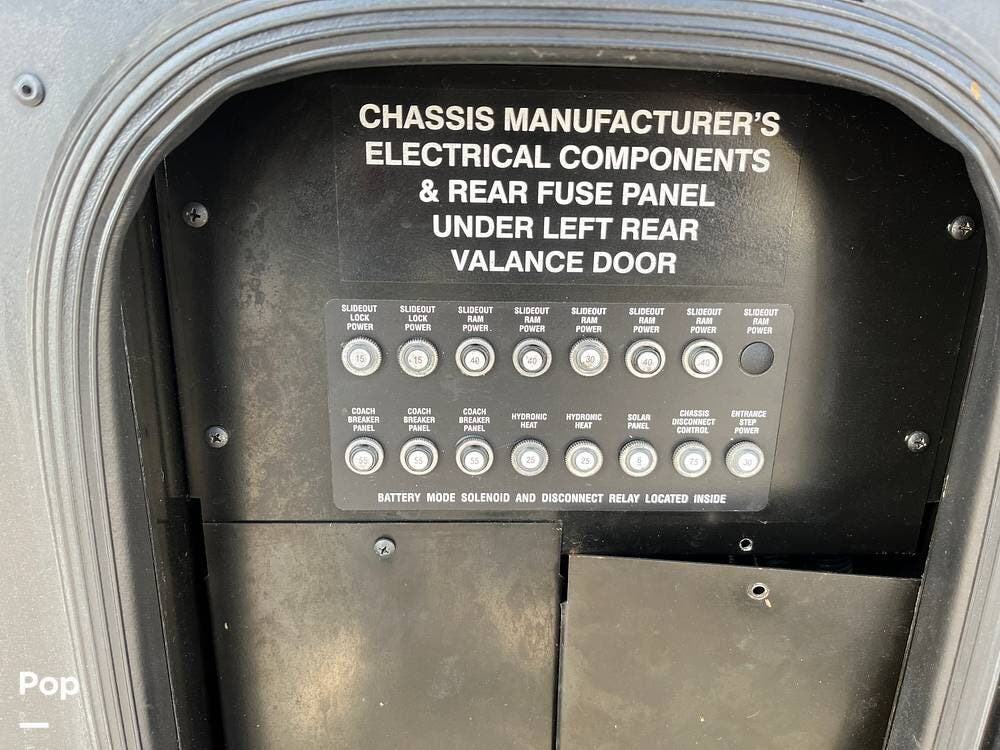 CHASSIS MANUFACTURER'S
ELECTRICAL COMPONENTS
& REAR FUSE PANEL
UNDER LEFT REAR
VALANCE DOOR
SLIDEOUT LOCK POWER
SLIDEOUT LOCK POWER
SLIDEOUT RAM POWER
SLIDEOUT RAM POWER
SLIDEOUT RAM POWER
SLIDEOUT RAM POWER
SLIDEOUT RAM POWER
SLIDEOUT RAM POWER
15 15 40 40 30 40 40
COACH BREAKER PANEL
COACH BREAKER PANEL
COACH BREAKER PANEL
HYDRONIC HEAT
HYDRONIC HEAT
SOLAR PANEL
CHASSIS DISCONNECT CONTROL
ENTRANCE STEP POWER
55 55 55 25 25 7.5 30
BATTERY MODE SOLENOID AND DISCONNECT RELAY LOCATED INSIDE
Pop